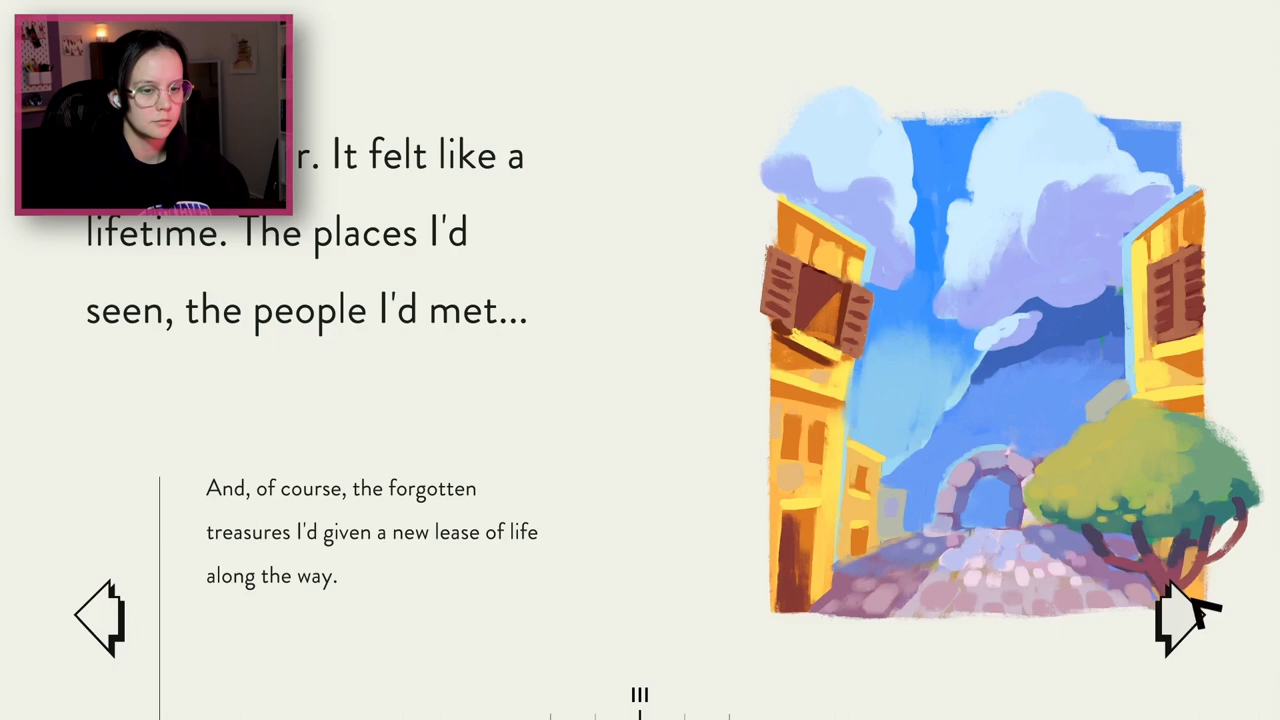 r. It felt like a
lifetime. The places I'd
seen, the people I'd met...
And, of course, the forgotten
treasures I'd given a new lease of life
along the way.
III